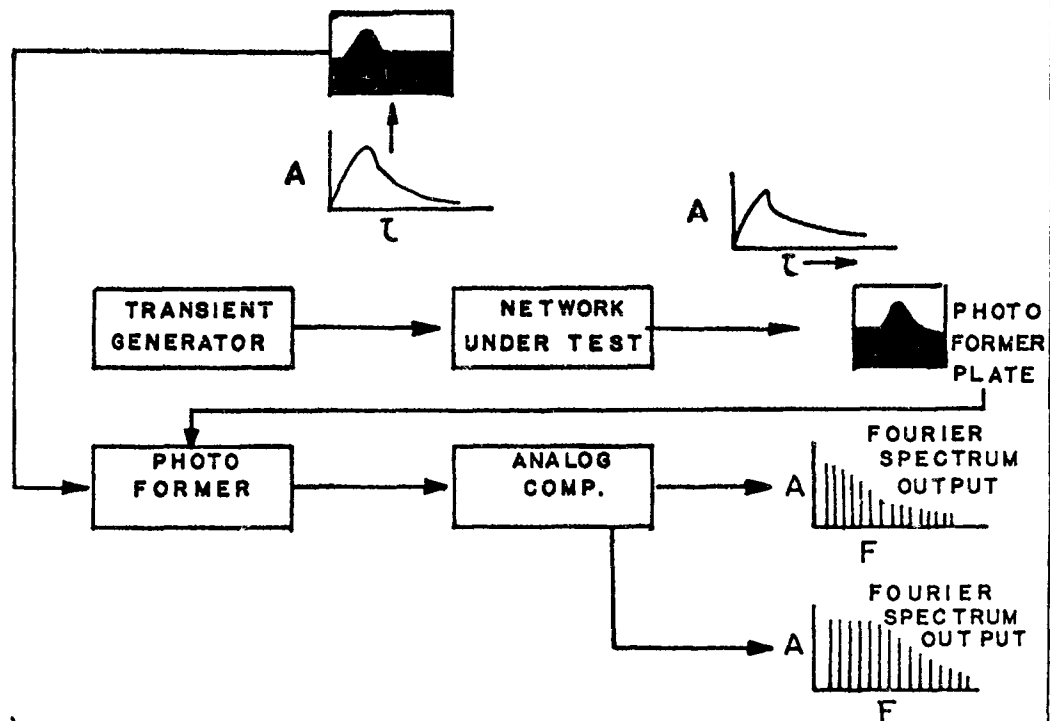 A
τ
A
τ
TRANSIENT
GENERATOR
NETWORK
UNDER TEST
PHOTO
FORMER
PLATE
PHOTO
FORMER
ANALOG
COMP.
FOURIER
SPECTRUM
OUTPUT
A
F
FOURIER
SPECTRUM
OUTPUT
A
F